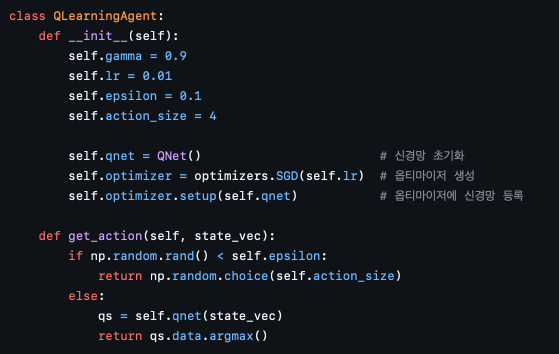 class QLearningAgent:
    def __init__(self):
        self.gamma = 0.9
        self.lr = 0.01
        self.epsilon = 0.1
        self.action_size = 4

        self.qnet = QNet()                        # 신경망 초기화
        self.optimizer = optimizers.SGD(self.lr)  # 옵티마이저 생성
        self.optimizer.setup(self.qnet)           # 옵티마이저에 신경망 등록

    def get_action(self, state_vec):
        if np.random.rand() < self.epsilon:
            return np.random.choice(self.action_size)
        else:
            qs = self.qnet(state_vec)
            return qs.data.argmax()